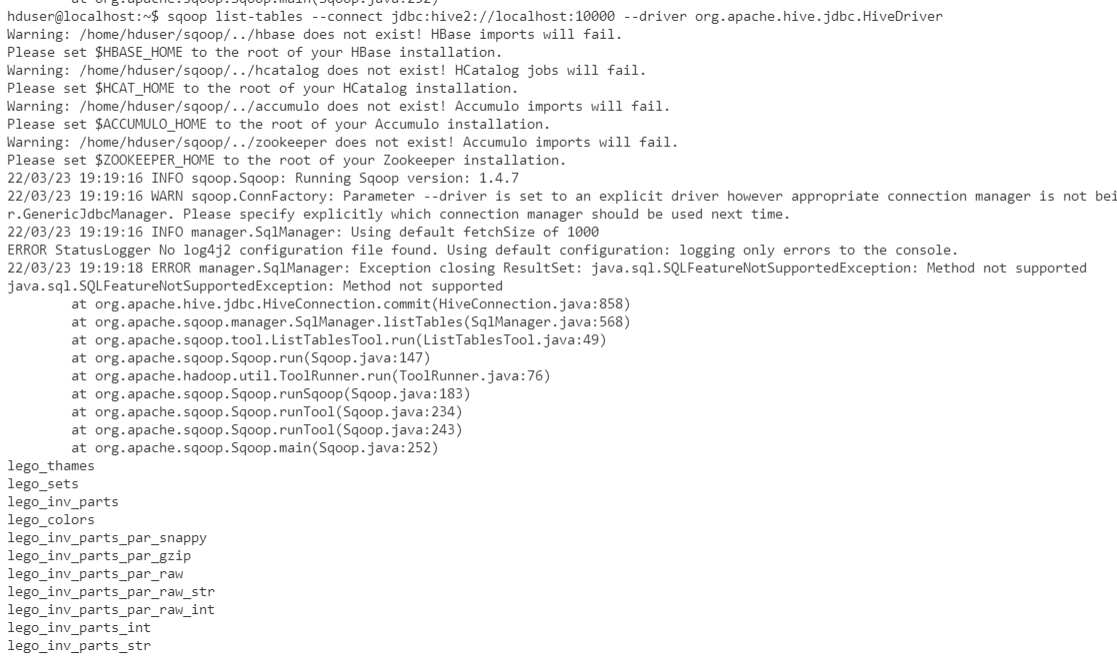 at org.apache.sqoop.Sqoop.main(Sqoop.java:252)
hduser@localhost:~$ sqoop list-tables --connect jdbc:hive2://localhost:10000 --driver org.apache.hive.jdbc.HiveDriver
Warning: /home/hduser/sqoop/../hbase does not exist! HBase imports will fail.
Please set $HBASE_HOME to the root of your HBase installation.
Warning: /home/hduser/sqoop/../hcatalog does not exist! HCatalog jobs will fail.
Please set $HCAT_HOME to the root of your HCatalog installation.
Warning: /home/hduser/sqoop/../accumulo does not exist! Accumulo imports will fail.
Please set $ACCUMULO_HOME to the root of your Accumulo installation.
Warning: /home/hduser/sqoop/../zookeeper does not exist! Accumulo imports will fail.
Please set $ZOOKEEPER_HOME to the root of your Zookeeper installation.
22/03/23 19:19:16 INFO sqoop.Sqoop: Running Sqoop version: 1.4.7
22/03/23 19:19:16 WARN sqoop.ConnFactory: Parameter --driver is set to an explicit driver however appropriate connection manager is not bei
r.GenericJdbcManager. Please specify explicitly which connection manager should be used next time.
22/03/23 19:19:16 INFO manager.SqlManager: Using default fetchSize of 1000
ERROR StatusLogger No log4j2 configuration file found. Using default configuration: logging only errors to the console.
22/03/23 19:19:18 ERROR manager.SqlManager: Exception closing ResultSet: java.sql.SQLFeatureNotSupportedException: Method not supported
java.sql.SQLFeatureNotSupportedException: Method not supported
at org.apache.hive.jdbc.HiveConnection.commit(HiveConnection.java:858)
at org.apache.sqoop.manager.SqlManager.listTables(SqlManager.java:568)
at org.apache.sqoop.tool.ListTablesTool.run(ListTablesTool.java:49)
at org.apache.sqoop.Sqoop.run(Sqoop.java:147)
at org.apache.hadoop.util.ToolRunner.run(ToolRunner.java:76)
at org.apache.sqoop.Sqoop.runSqoop(Sqoop.java:183)
at org.apache.sqoop.Sqoop.runTool(Sqoop.java:234)
at org.apache.sqoop.Sqoop.runTool(Sqoop.java:243)
at org.apache.sqoop.Sqoop.main(Sqoop.java:252)
lego_thames
lego_sets
lego_inv_parts
lego_colors
lego_inv_parts_par_snappy
lego_inv_parts_par_gzip
lego_inv_parts_par_raw
lego_inv_parts_par_raw_str
lego_inv_parts_par_raw_int
lego_inv_parts_int
lego_inv_parts_str